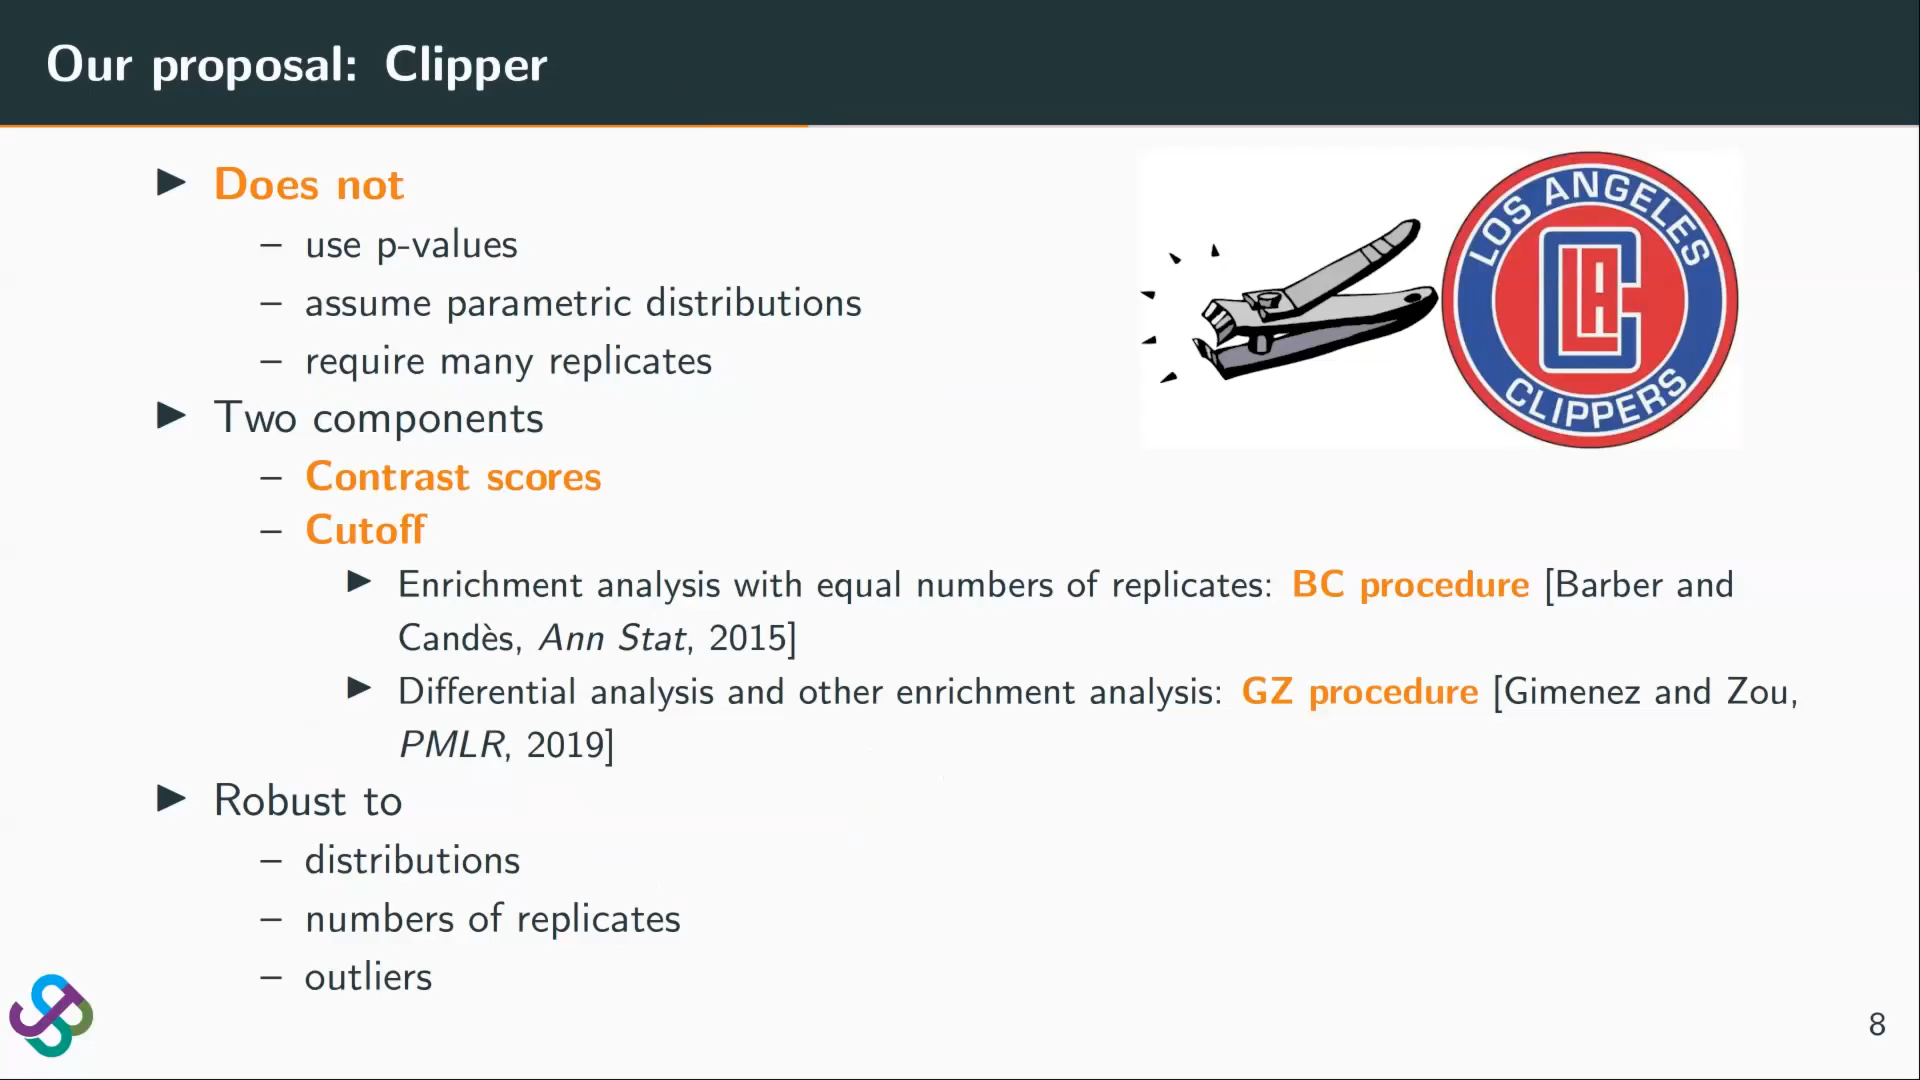 Our proposal: Clipper
▶ Does not
– use p-values
– assume parametric distributions
– require many replicates
LOS ANGELES
CLA
CLIPPERS
▶ Two components
– Contrast scores
– Cutoff
▶ Enrichment analysis with equal numbers of replicates: BC procedure [Barber and
Candès, Ann Stat, 2015]
▶ Differential analysis and other enrichment analysis: GZ procedure [Gimenez and Zou,
PMLR, 2019]
▶ Robust to
– distributions
– numbers of replicates
– outliers
8